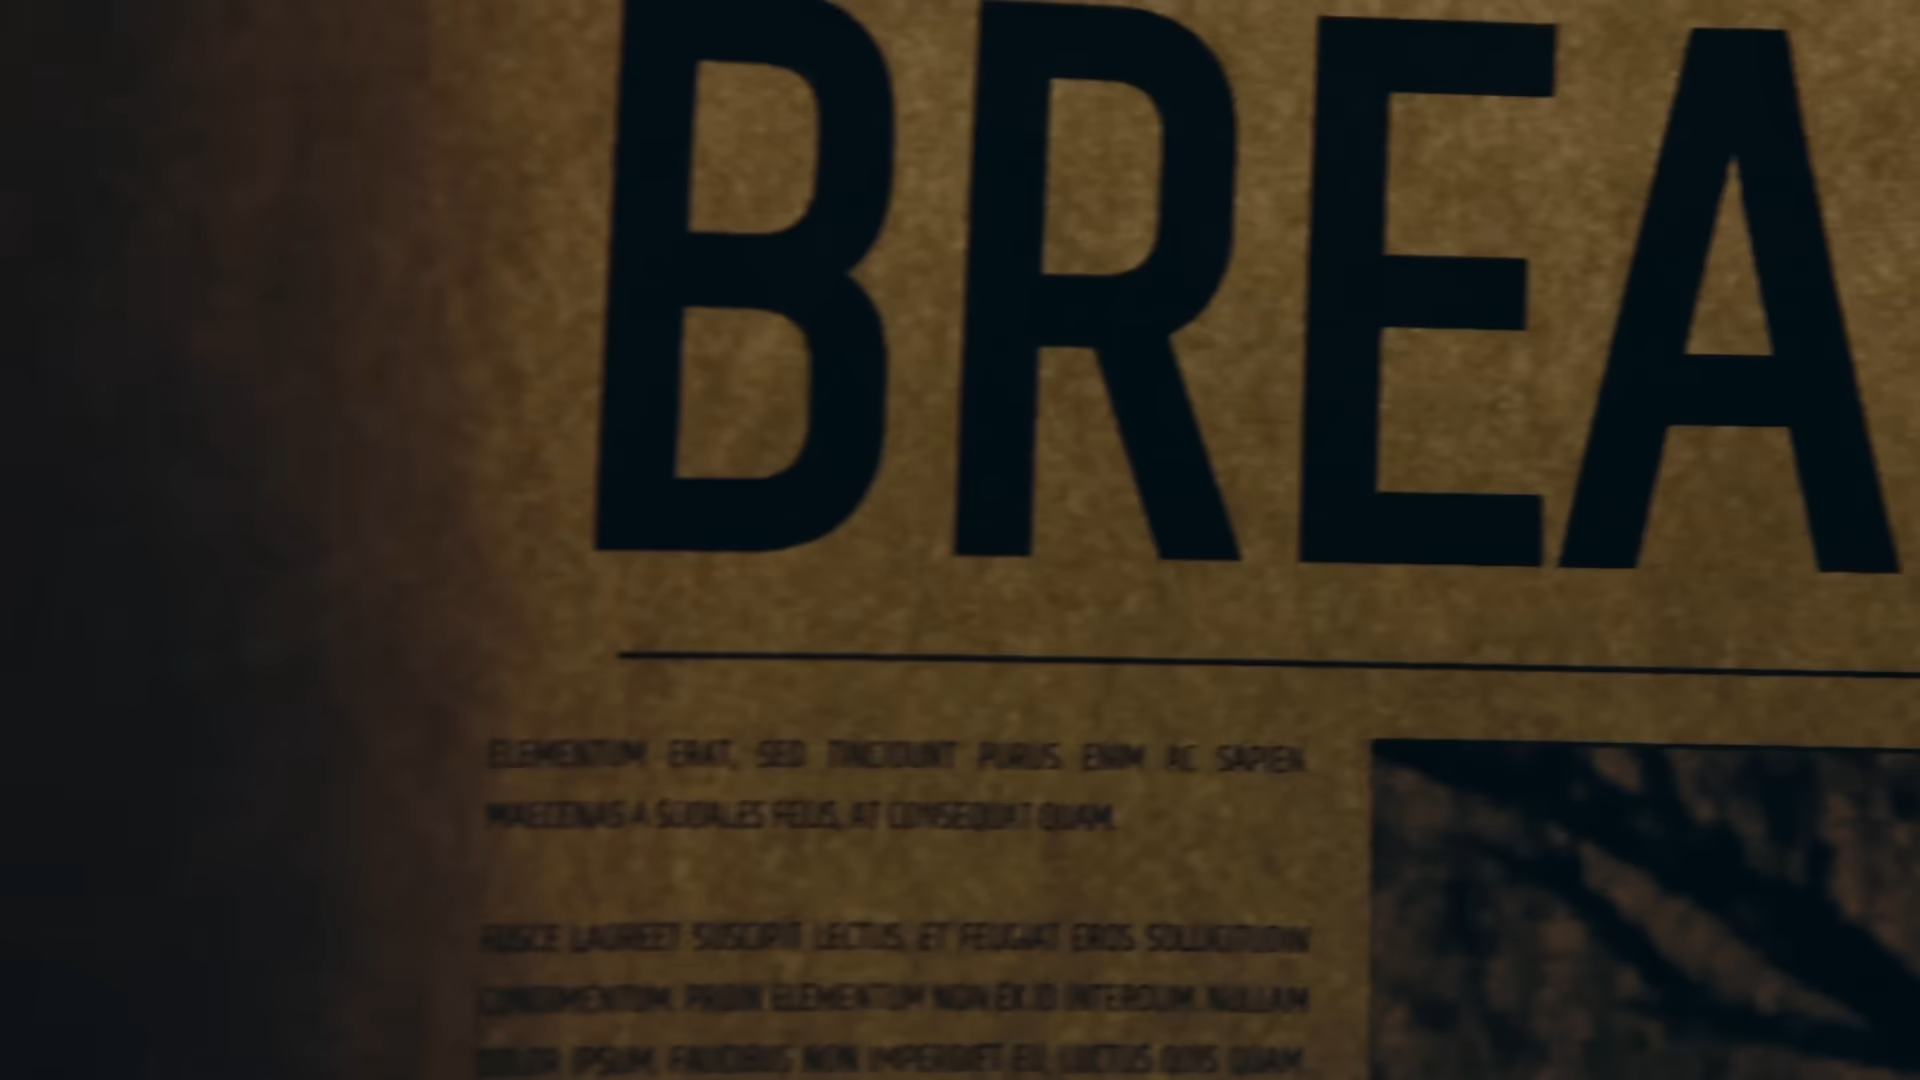 BREA
ELEMENTUM ERAT, SED TINCIDUNT PURUS ENIM AC SAPIEN.
MAECENAS A SODALES FELIS, AT CONSEQUAT QUAM.
FUSCE LAOREET SUSCIPIT LECTUS, ET FEUGIAT EROS SOLLICITUDIN
CONDIMENTUM. PROIN ELEMENTUM NON EX ID INTERDUM. NULLAM
DOLOR IPSUM, FAUCIBUS NON IMPERDIET EU, LUCTUS QUIS QUAM.